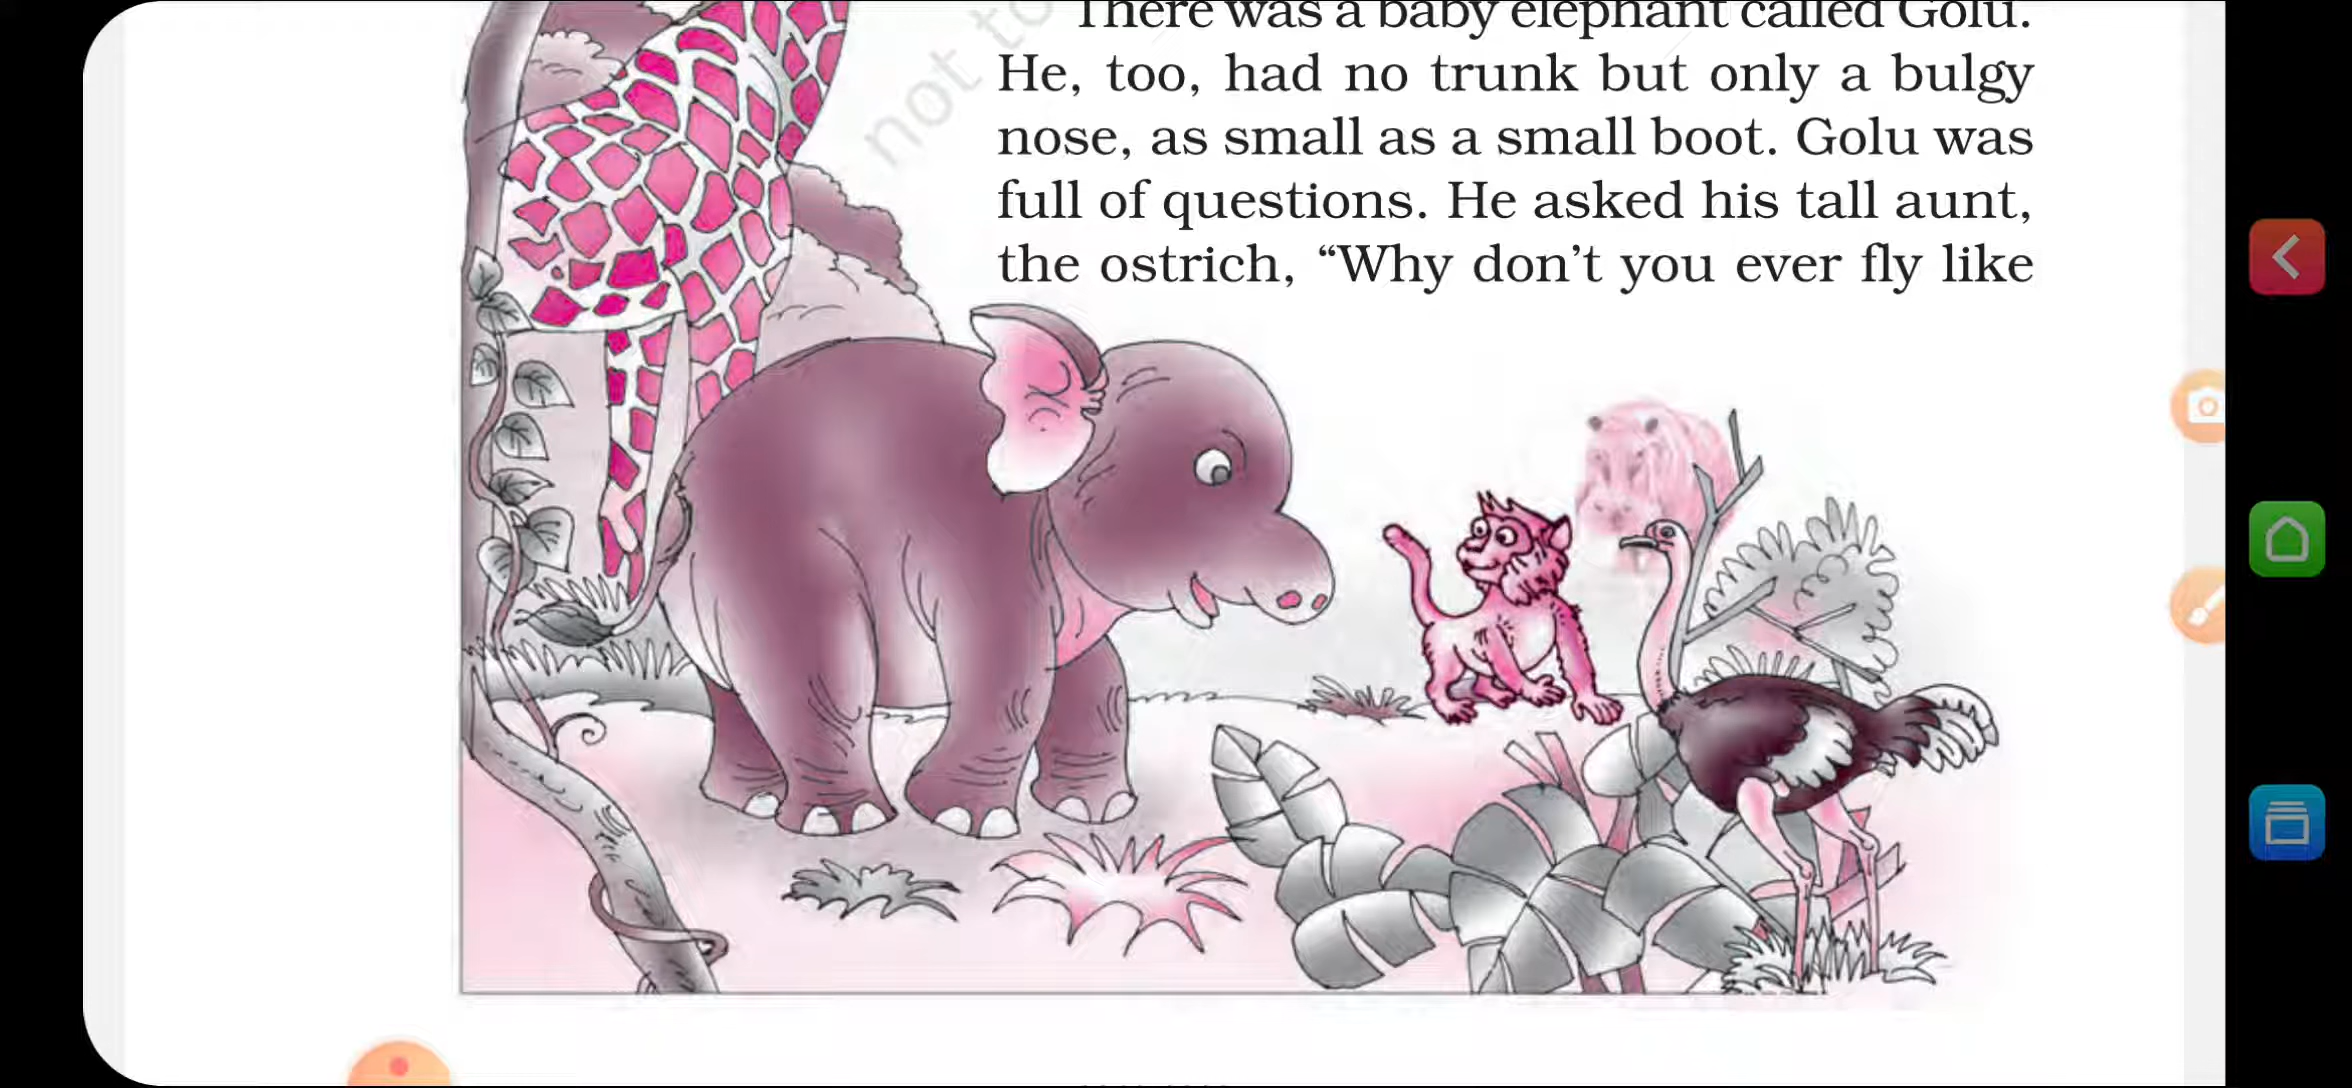 There was a baby elephant called Golu.
He, too, had no trunk but only a bulgy
nose, as small as a small boot. Golu was
full of questions. He asked his tall aunt,
the ostrich, “Why don’t you ever fly like
not to